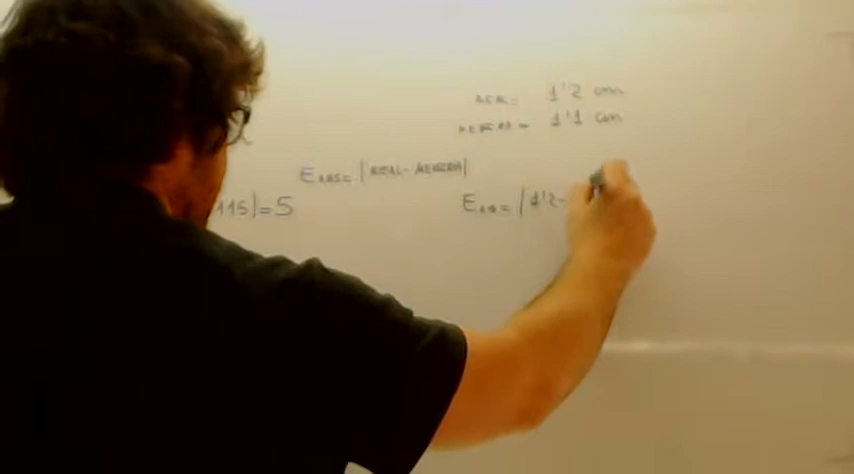 REAL= 1'2 cm
MEDIDA = 1'1 cm
EABS= |REAL- MEDIDA|
115|=5
EABS= |1'2-